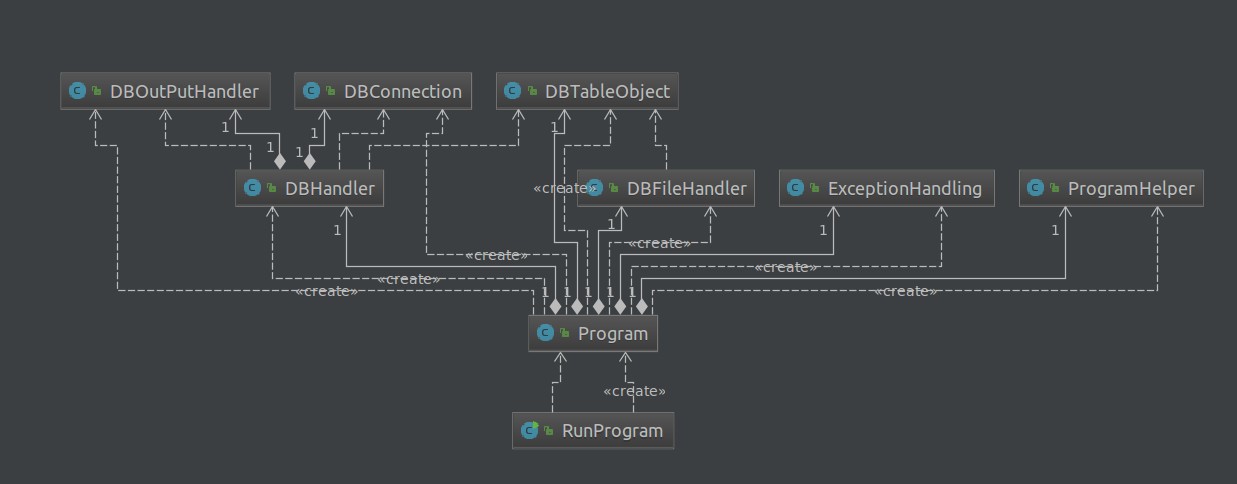 DBOutPutHandler
DBConnection
DBTableObject
1
1
1
1
1
DBHandler
«create»
DBFileHandler
ExceptionHandling
ProgramHelper
1
1
1
1
«create»
«create»
«create»
«create»
«create»
«create»
1
1
1
1
1
Program
«create»
RunProgram